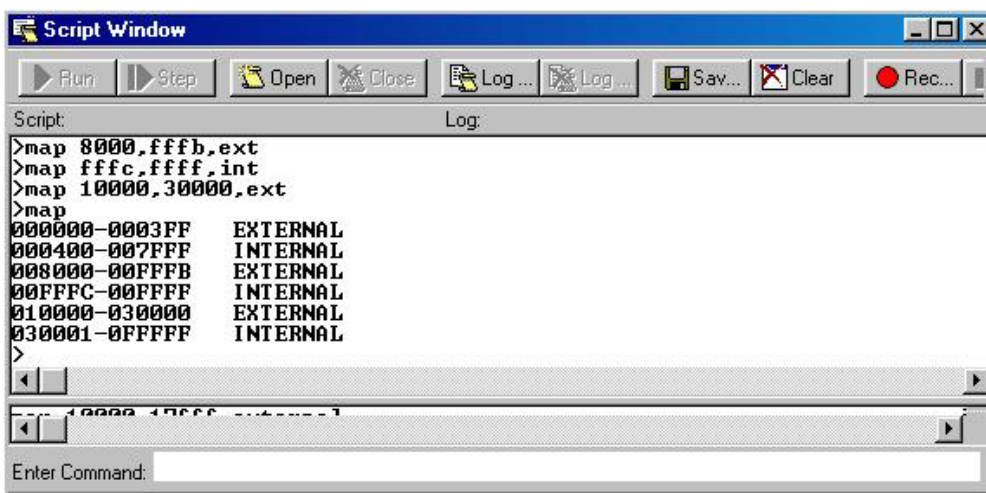 Script Window
Run Step Open Close Log ... Log ... Sav... Clear Rec...
Script: Log:
>map 8000,fffb,ext
>map fffc,ffff,int
>map 10000,30000,ext
>map
000000-0003FF EXTERNAL
000400-007FFF INTERNAL
008000-00FFFB EXTERNAL
00FFFC-00FFFF INTERNAL
010000-030000 EXTERNAL
030001-0FFFFF INTERNAL
>
Enter Command: